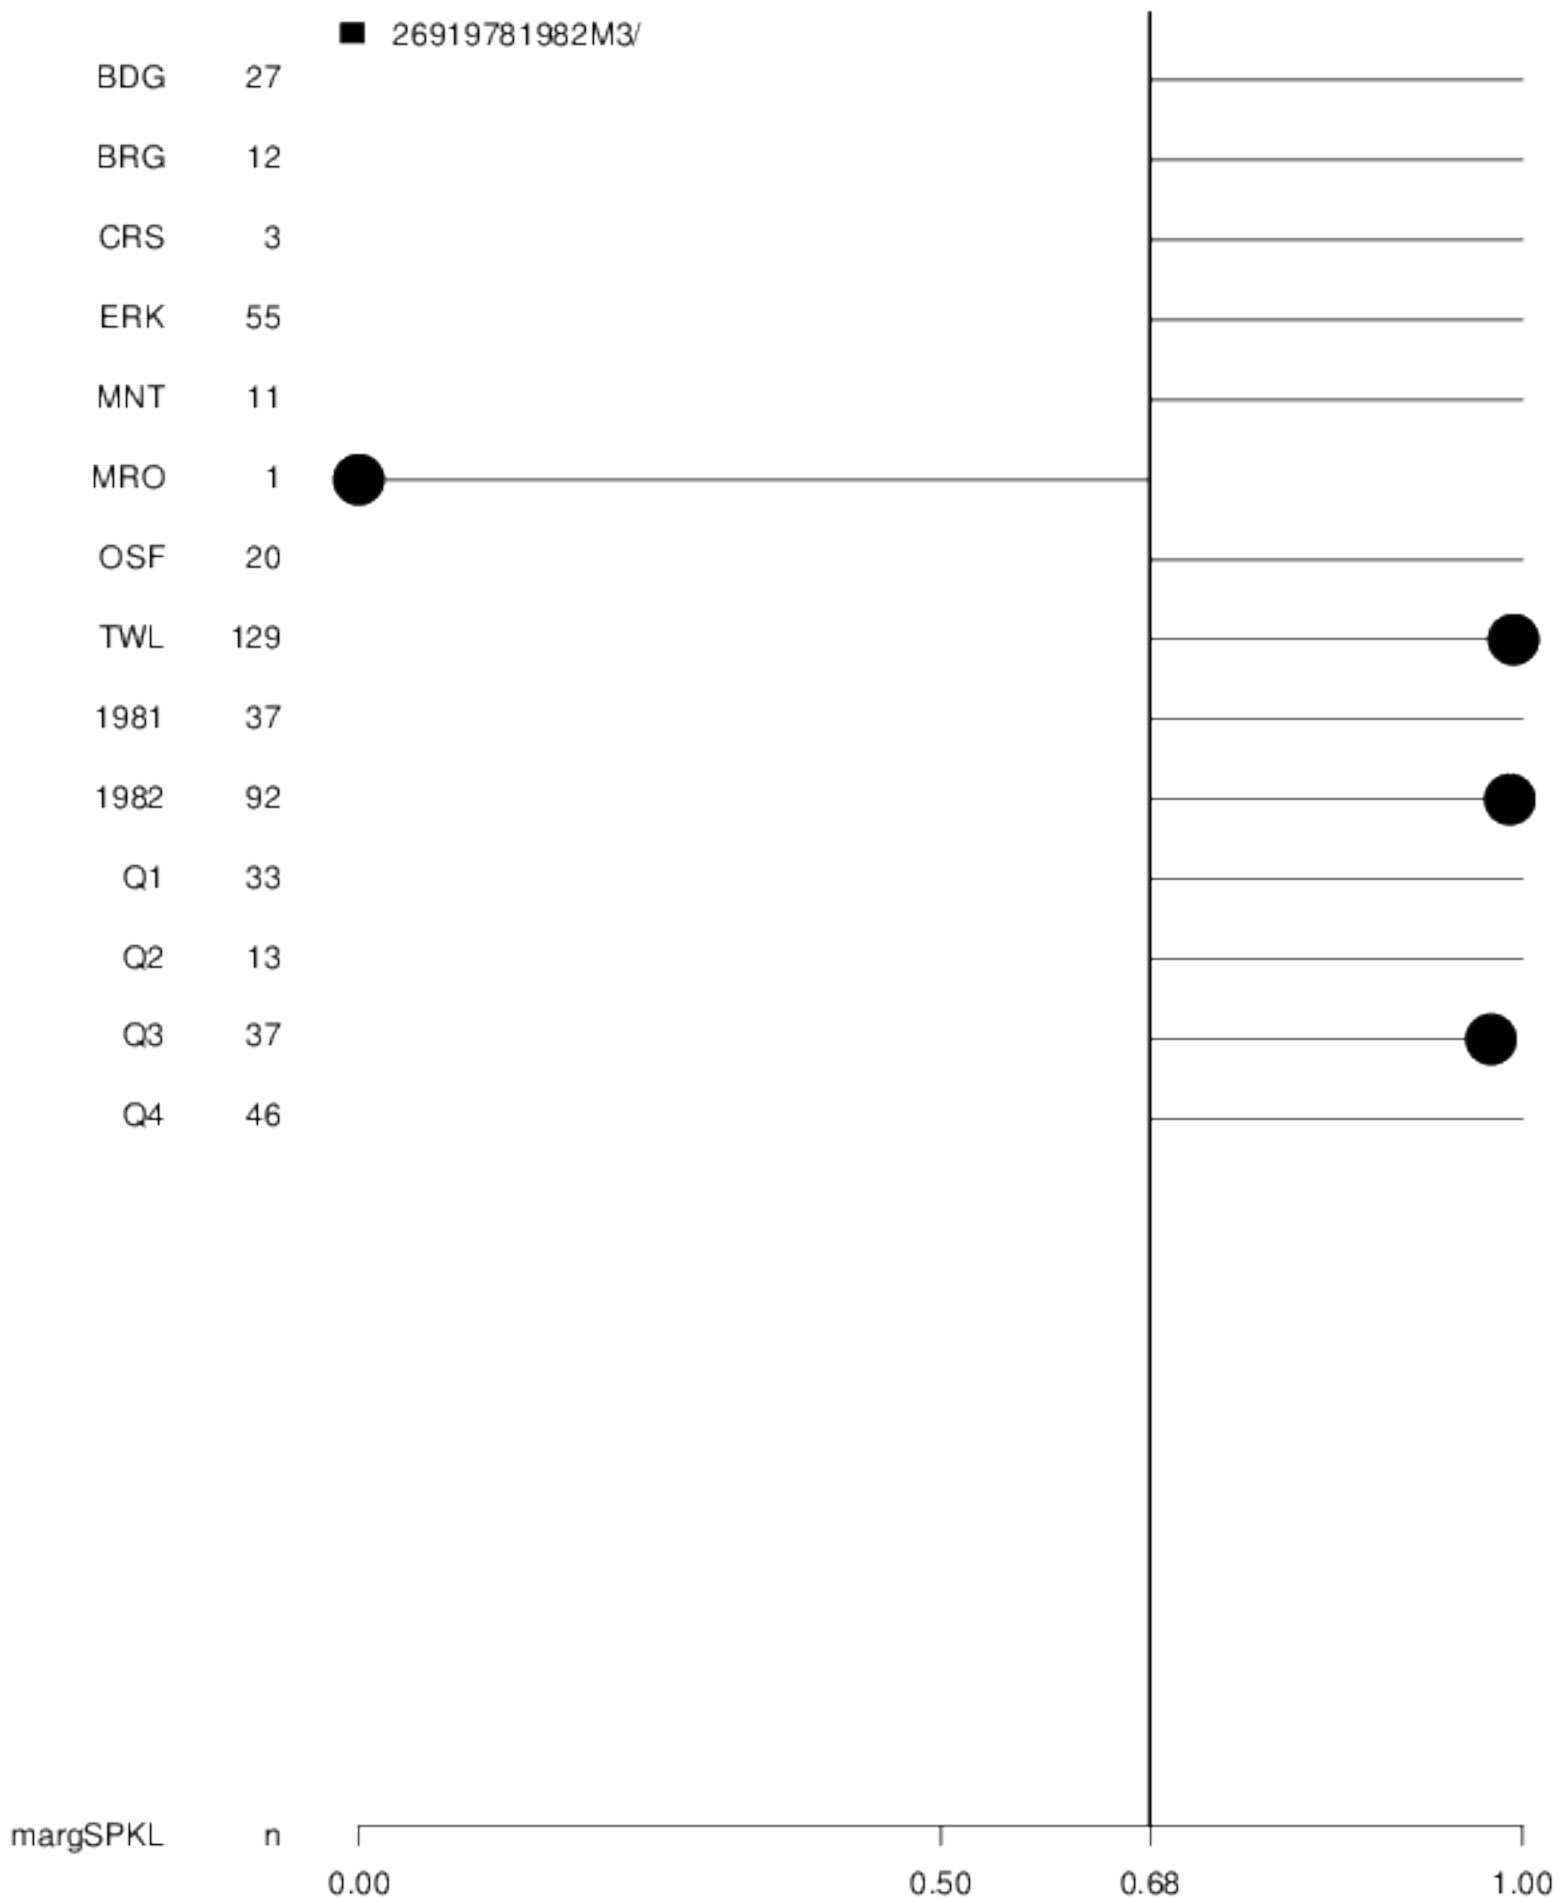 26919781982M3/
BDG 27
BRG 12
CRS 3
ERK 55
MNT 11
MRO 1
OSF 20
TWL 129
1981 37
1982 92
Q1 33
Q2 13
Q3 37
Q4 46
margSPKL n
0.00 0.50 0.68 1.00